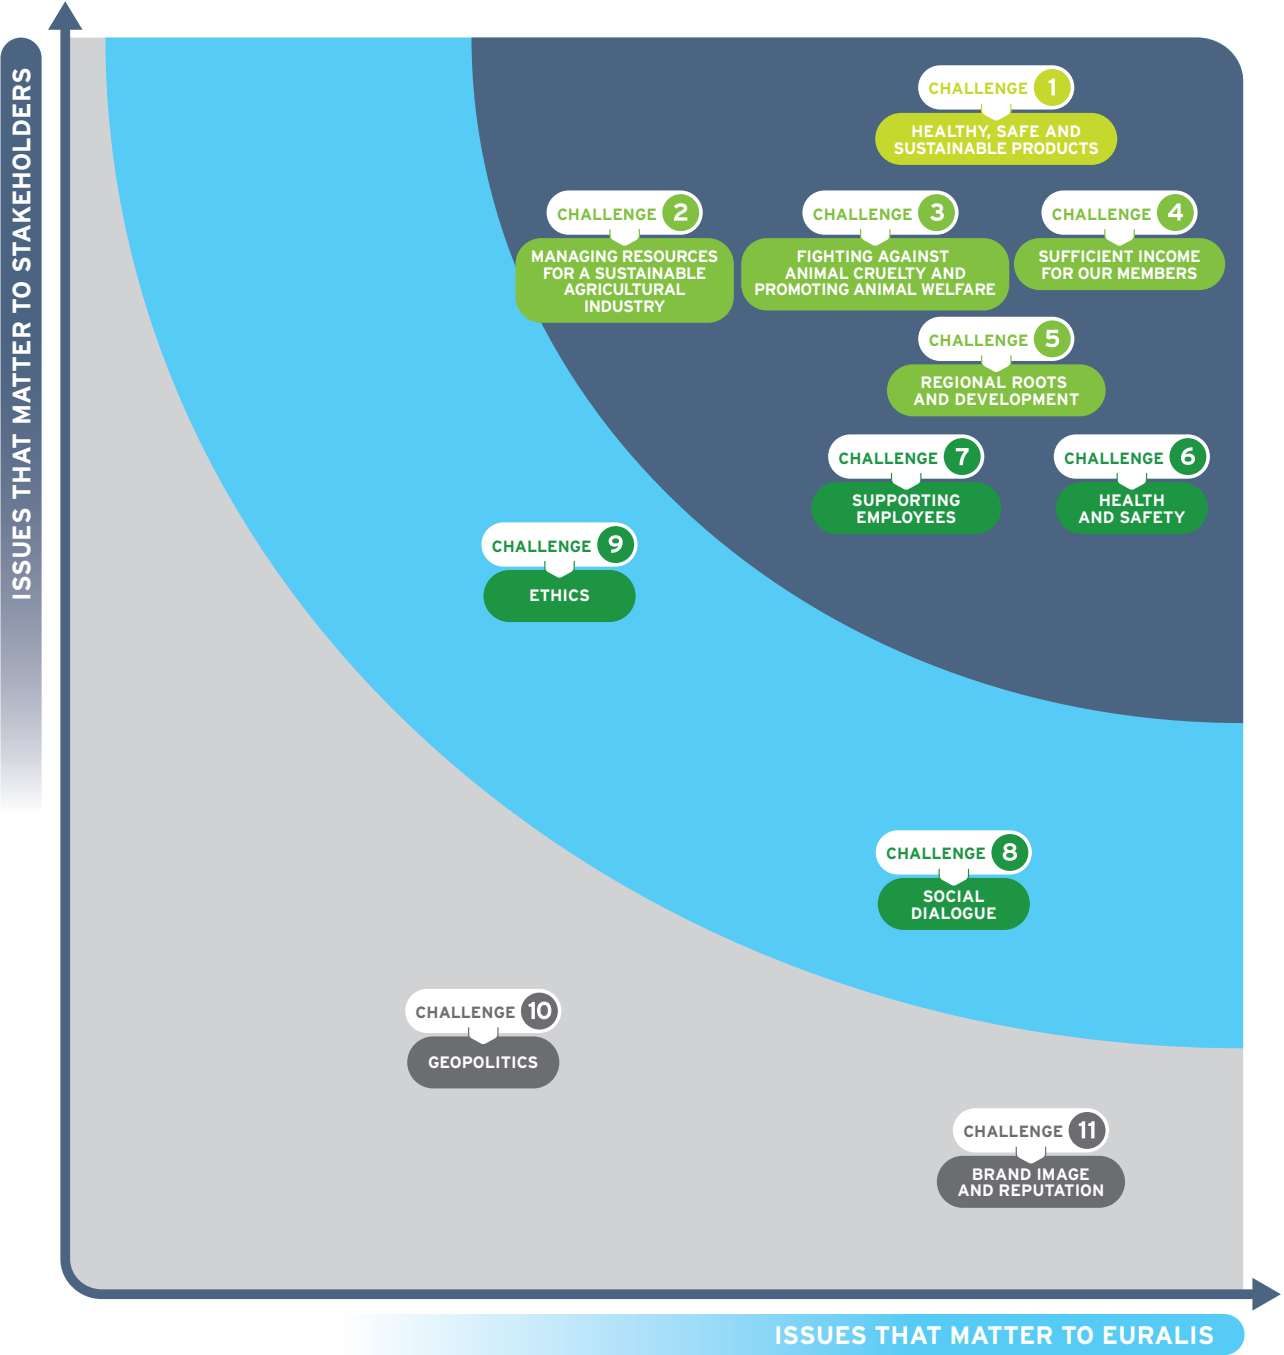 ISSUES THAT MATTER TO STAKEHOLDERS
CHALLENGE 1
HEALTHY, SAFE AND
SUSTAINABLE PRODUCTS
CHALLENGE 2
MANAGING RESOURCES
FOR A SUSTAINABLE
AGRICULTURAL
INDUSTRY
CHALLENGE 3
FIGHTING AGAINST
ANIMAL CRUELTY AND
PROMOTING ANIMAL WELFARE
CHALLENGE 4
SUFFICIENT INCOME
FOR OUR MEMBERS
CHALLENGE 5
REGIONAL ROOTS
AND DEVELOPMENT
CHALLENGE 7
SUPPORTING
EMPLOYEES
CHALLENGE 6
HEALTH
AND SAFETY
CHALLENGE 9
ETHICS
CHALLENGE 8
SOCIAL
DIALOGUE
CHALLENGE 10
GEOPOLITICS
CHALLENGE 11
BRAND IMAGE
AND REPUTATION
ISSUES THAT MATTER TO EURALIS